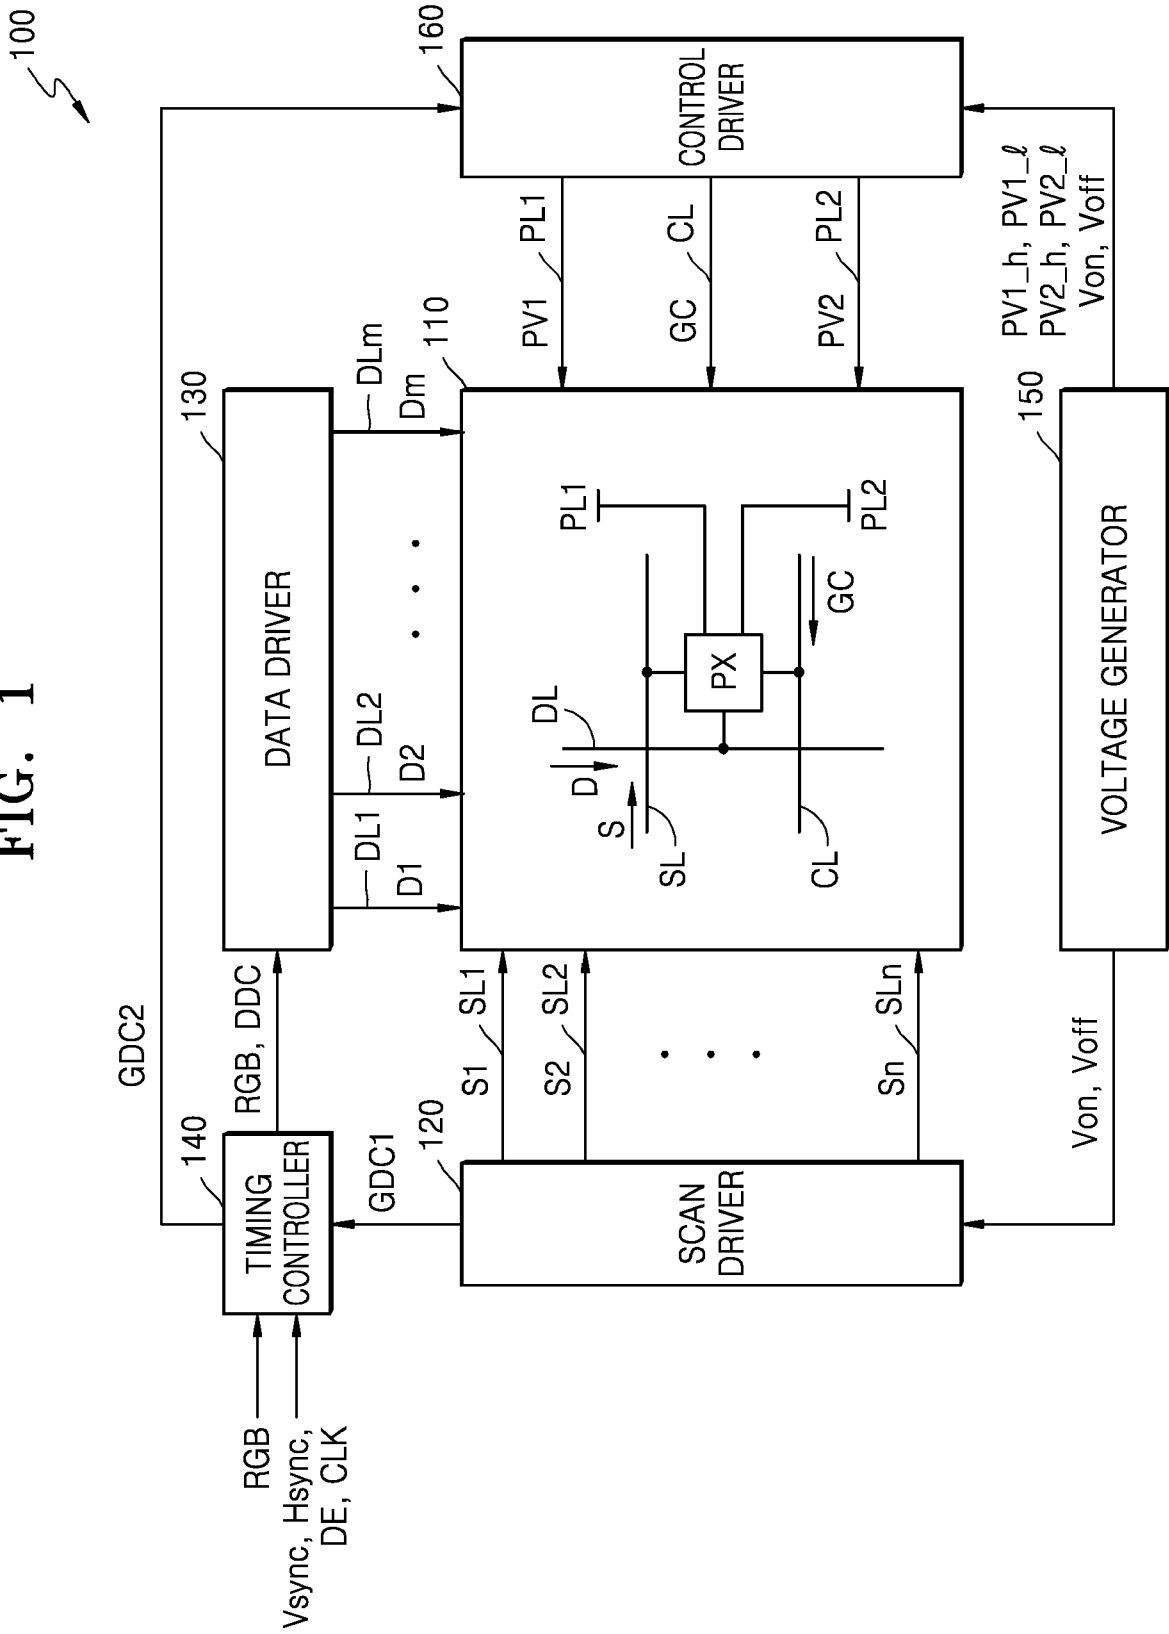 FIG. 1
100
GDC2
140
TIMING
CONTROLLER
RGB
Vsync, Hsync,
DE, CLK
RGB, DDC
130
DATA DRIVER
GDC1
DL1
D1
DL2
D2
DLm
Dm
120
SCAN
DRIVER
S1
SL1
S2
SL2
Sn
SLn
110
S
D
DL
SL
CL
PX
PL1
PL2
GC
160
CONTROL
DRIVER
PV1
PL1
GC
CL
PV2
PL2
150
VOLTAGE GENERATOR
Von, Voff
PV1_h, PV1_ℓ
PV2_h, PV2_ℓ
Von, Voff